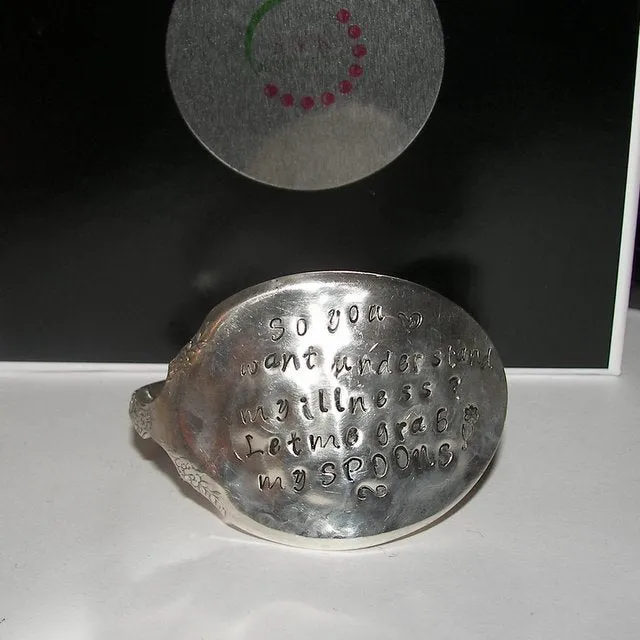 So you
want understand
my illness?
Let me grab
my SPOONS